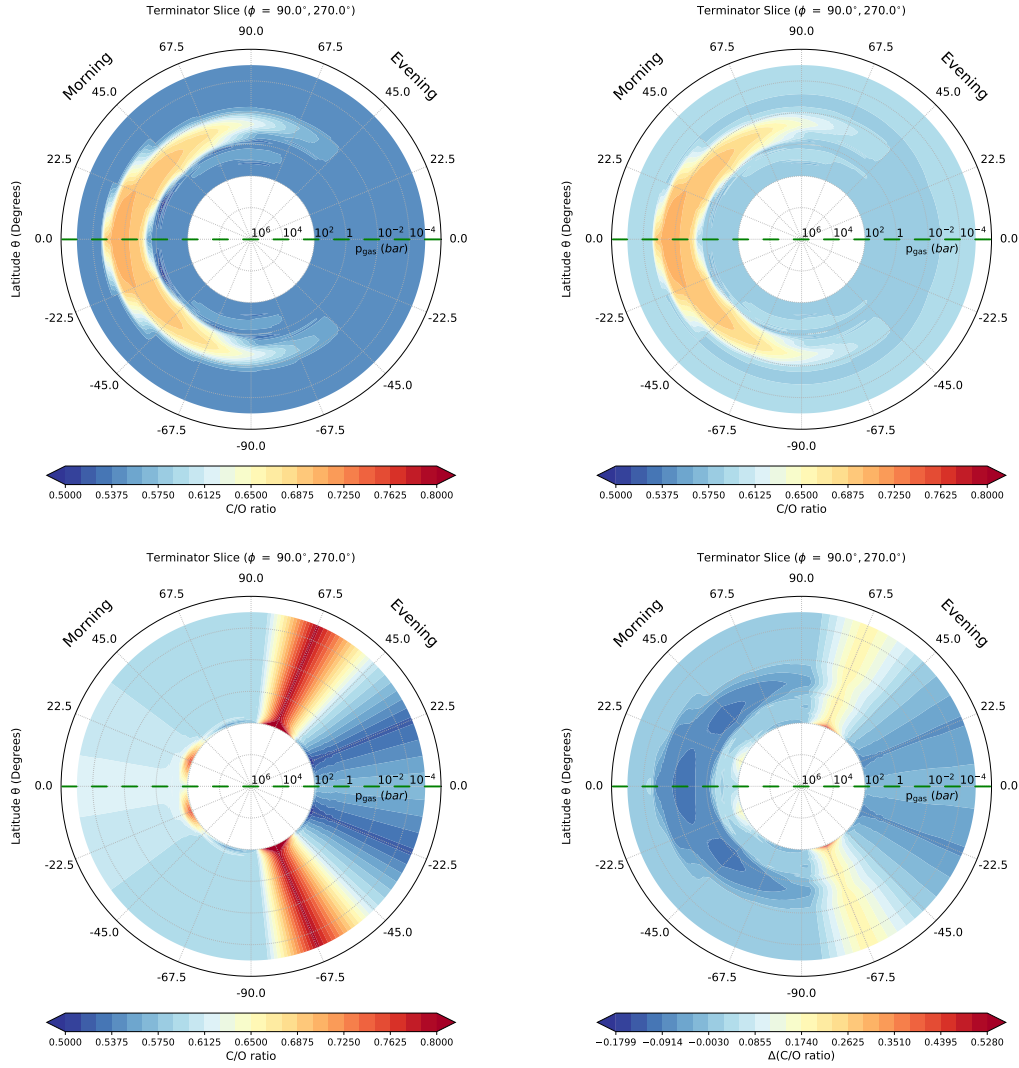 Terminator Slice (ϕ = 90.0°, 270.0°)
90.0
67.5
67.5
Morning
Evening
45.0
45.0
22.5
22.5
0.0
0.0
10⁶ 10⁴ 10² 1 10⁻² 10⁻⁴
p_gas (bar)
Latitude θ (Degrees)
-22.5
-22.5
-45.0
-45.0
-67.5
-67.5
-90.0
0.5000 0.5375 0.5750 0.6125 0.6500 0.6875 0.7250 0.7625 0.8000
C/O ratio
Terminator Slice (ϕ = 90.0°, 270.0°)
90.0
67.5
67.5
Morning
Evening
45.0
45.0
22.5
22.5
0.0
0.0
10⁶ 10⁴ 10² 1 10⁻² 10⁻⁴
p_gas (bar)
Latitude θ (Degrees)
-22.5
-22.5
-45.0
-45.0
-67.5
-67.5
-90.0
0.5000 0.5375 0.5750 0.6125 0.6500 0.6875 0.7250 0.7625 0.8000
C/O ratio
Terminator Slice (ϕ = 90.0°, 270.0°)
90.0
67.5
67.5
Morning
Evening
45.0
45.0
22.5
22.5
0.0
0.0
10⁶ 10⁴ 10² 1 10⁻² 10⁻⁴
p_gas (bar)
Latitude θ (Degrees)
-22.5
-22.5
-45.0
-45.0
-67.5
-67.5
-90.0
0.5000 0.5375 0.5750 0.6125 0.6500 0.6875 0.7250 0.7625 0.8000
C/O ratio
Terminator Slice (ϕ = 90.0°, 270.0°)
90.0
67.5
67.5
Morning
Evening
45.0
45.0
22.5
22.5
0.0
0.0
10⁶ 10⁴ 10² 1 10⁻² 10⁻⁴
p_gas (bar)
Latitude θ (Degrees)
-22.5
-22.5
-45.0
-45.0
-67.5
-67.5
-90.0
−0.1799 −0.0914 −0.0030 0.0855 0.1740 0.2625 0.3510 0.4395 0.5280
Δ(C/O ratio)